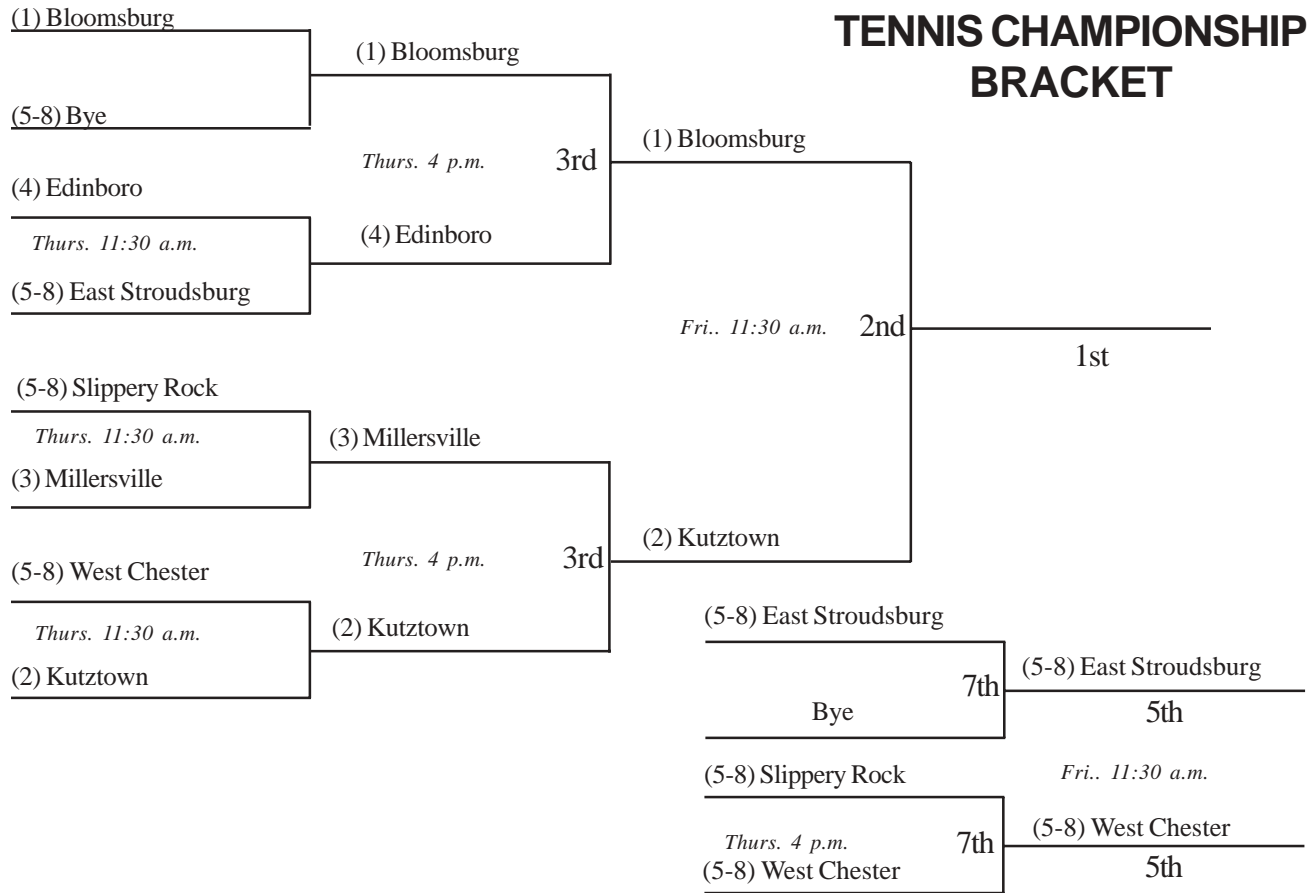 TENNIS CHAMPIONSHIP
BRACKET
(1) Bloomsburg
(5-8) Bye
(4) Edinboro
Thurs. 11:30 a.m.
(5-8) East Stroudsburg
(5-8) Slippery Rock
Thurs. 11:30 a.m.
(3) Millersville
(5-8) West Chester
Thurs. 11:30 a.m.
(2) Kutztown
(1) Bloomsburg
Thurs. 4 p.m.
3rd
(4) Edinboro
(3) Millersville
Thurs. 4 p.m.
3rd
(2) Kutztown
(1) Bloomsburg
Fri.. 11:30 a.m.
2nd
(2) Kutztown
1st
(5-8) East Stroudsburg
7th
Bye
(5-8) East Stroudsburg
5th
(5-8) Slippery Rock
Thurs. 4 p.m.
7th
(5-8) West Chester
Fri.. 11:30 a.m.
(5-8) West Chester
5th